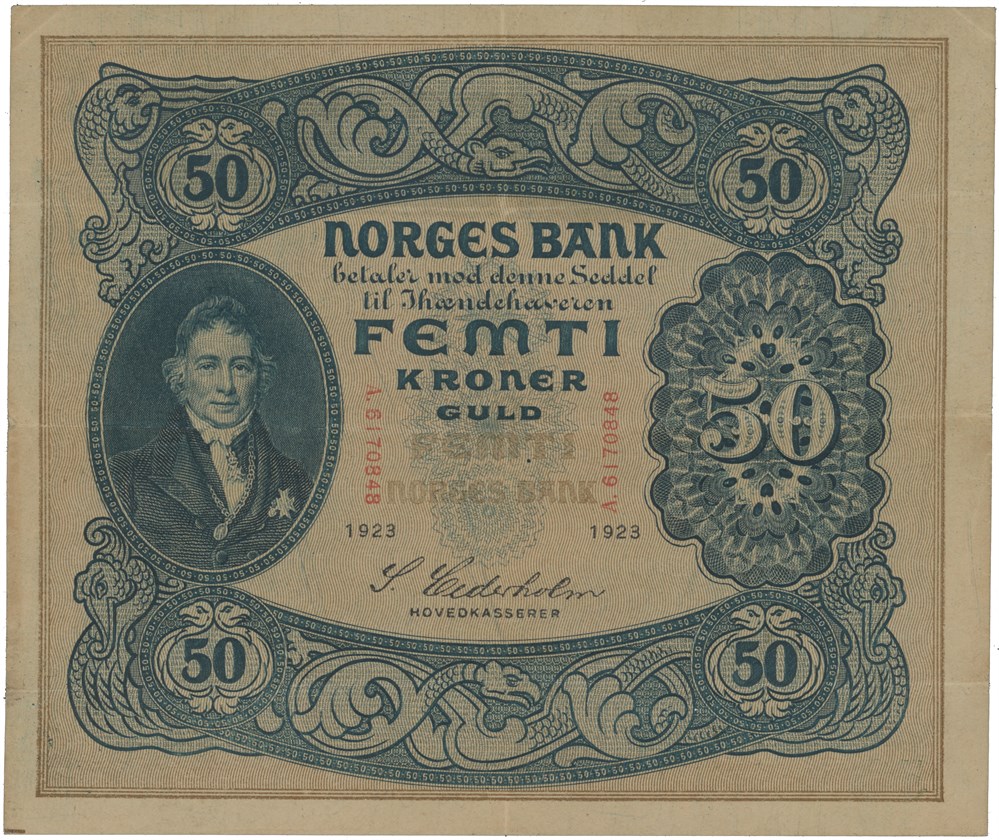 50
50
NORGES BANK
betaler mod denne Seddel
til Ihændehaveren
FEMTI
KRONER
GULD
50
A. 6170848
A. 6170848
FEMTI
NORGES BANK
1923
1923
S. Cederholm
HOVEDKASSERER
50
50